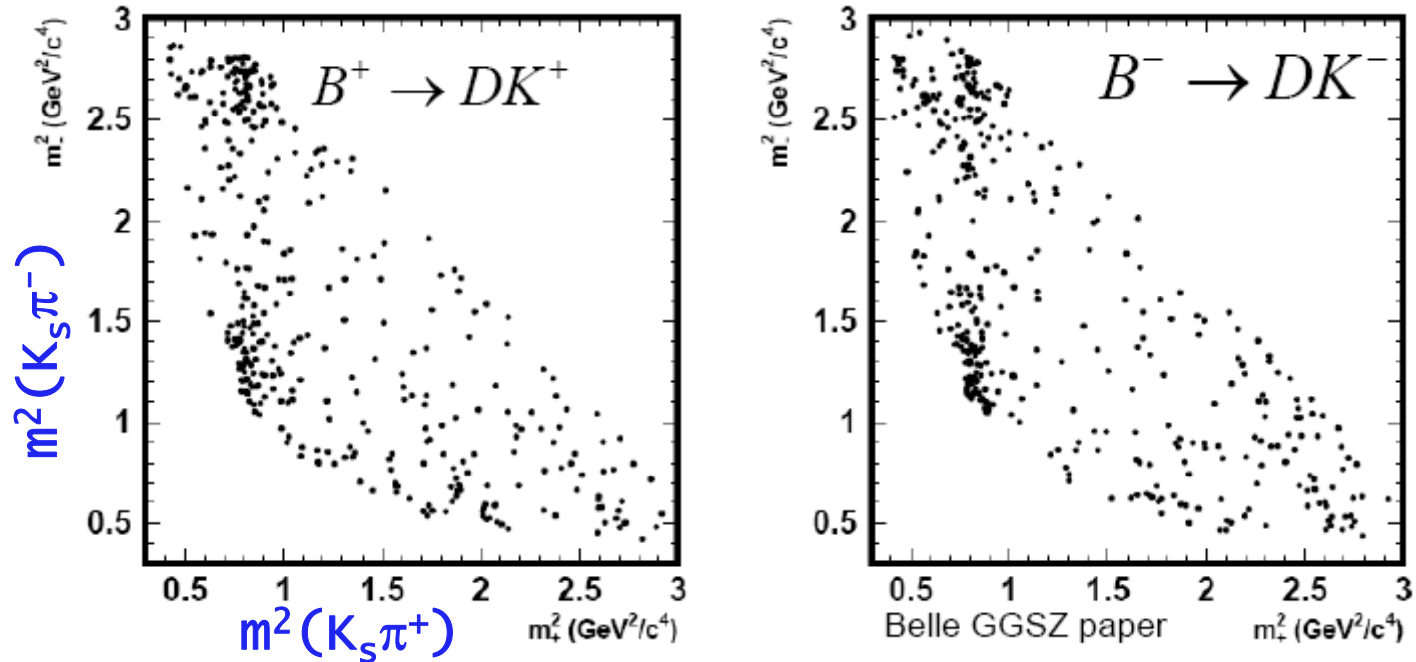 3
m²₋ (GeV²/c⁴)
B⁺ → DK⁺
2.5
2
m²(Kₛπ⁻)
1.5
1
0.5
0.5 1 1.5 2 2.5 3
m²(Kₛπ⁺)
m²₊ (GeV²/c⁴)
3
m²₋ (GeV²/c⁴)
B⁻ → DK⁻
2.5
2
1.5
1
0.5
0.5 1 1.5 2 2.5 3
Belle GGSZ paper
m²₊ (GeV²/c⁴)